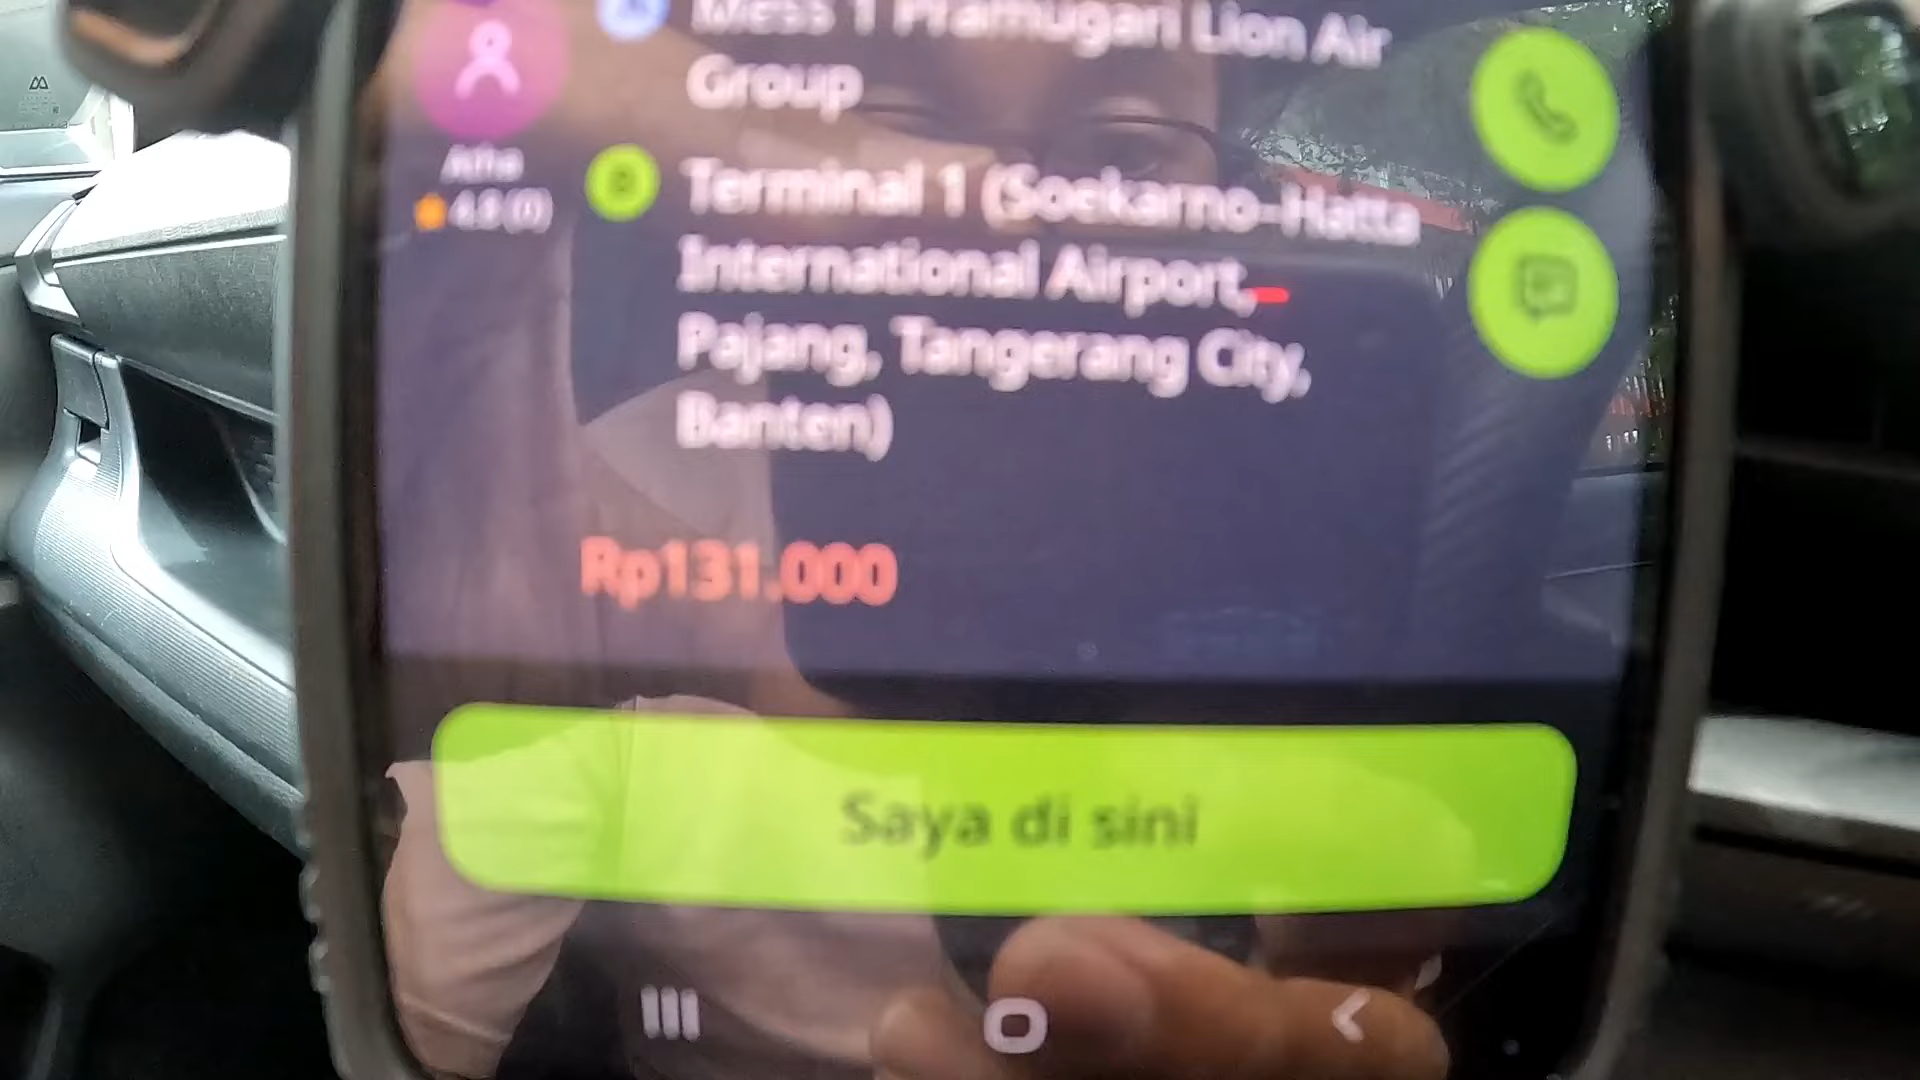 Mess 1 Pramugari Lion Air
Group
Terminal 1 (Soekarno-Hatta
International Airport,
Pajang, Tangerang City,
Banten)
Rp131.000
Saya di sini